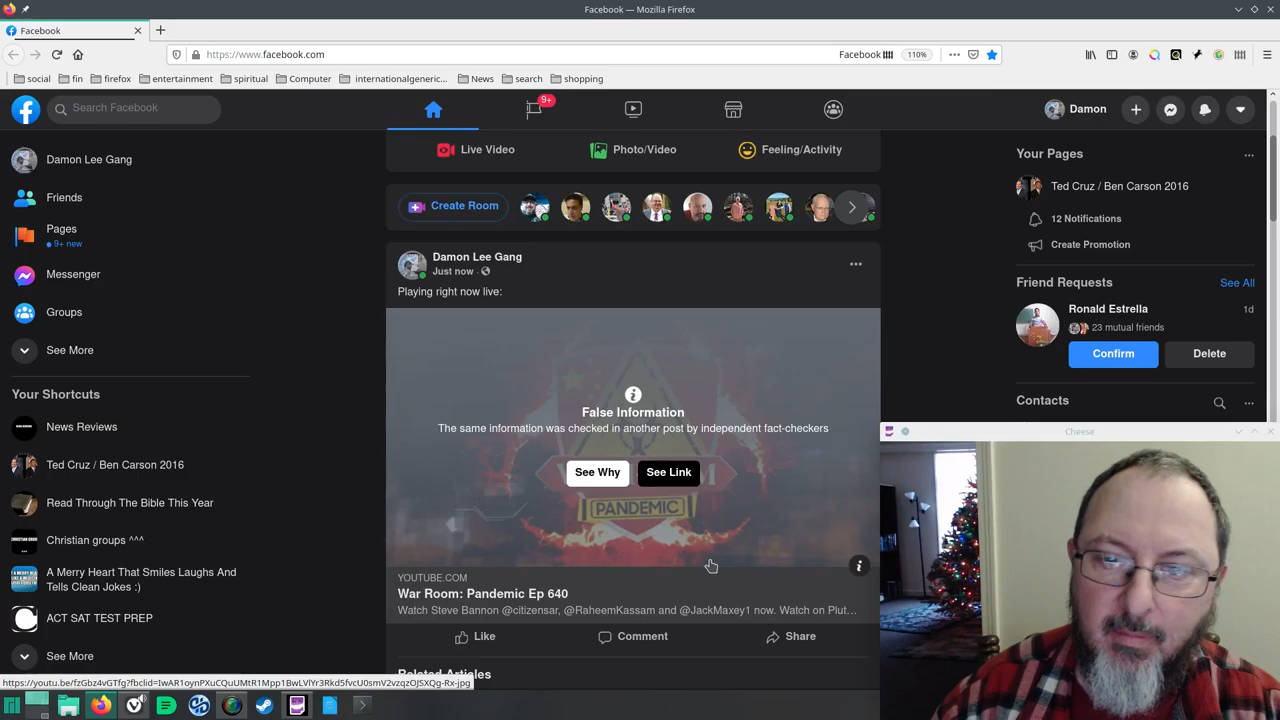 Facebook — Mozilla Firefox
Facebook
https://www.facebook.com
Facebook
110%
social
fin
firefox
entertainment
spiritual
Computer
internationalgeneric...
News
search
shopping
Search Facebook
9+
Damon
Damon Lee Gang
Friends
Pages
9+ new
Messenger
Groups
See More
Your Shortcuts
News Reviews
Ted Cruz / Ben Carson 2016
Read Through The Bible This Year
Christian groups ^^^
A Merry Heart That Smiles Laughs And
Tells Clean Jokes :)
ACT SAT TEST PREP
See More
Live Video
Photo/Video
Feeling/Activity
Create Room
Damon Lee Gang
Just now ·
Playing right now live:
False Information
The same information was checked in another post by independent fact-checkers
See Why
See Link
PANDEMIC
YOUTUBE.COM
War Room: Pandemic Ep 640
Watch Steve Bannon @citizensar, @RaheemKassam and @JackMaxey1 now. Watch on Plut...
Like
Comment
Share
Related Articles
Your Pages
Ted Cruz / Ben Carson 2016
12 Notifications
Create Promotion
Friend Requests
See All
Ronald Estrella
1d
23 mutual friends
Confirm
Delete
Contacts
Cheese